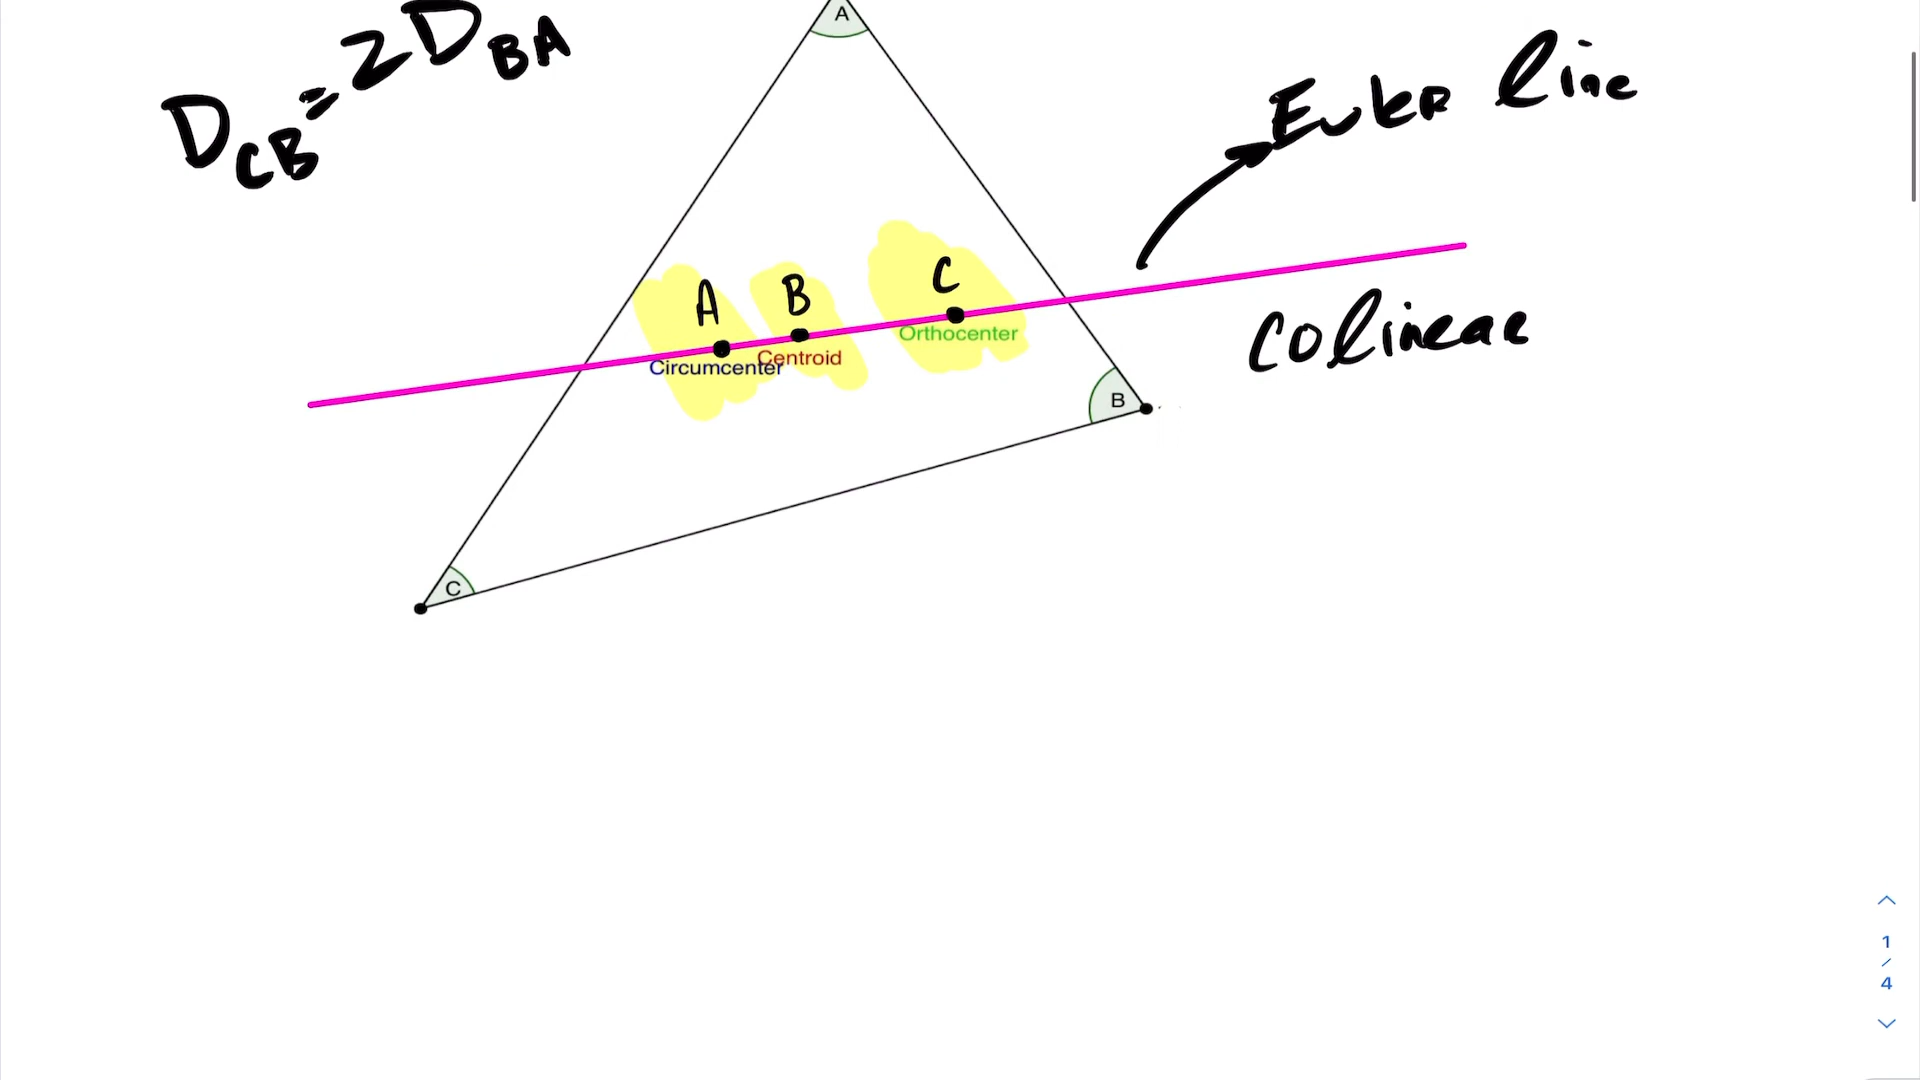 D_CB = 2D_BA
A
Euler line
A
B
C
Circumcenter
Centroid
Orthocenter
Colinear
B
C
1
/
4